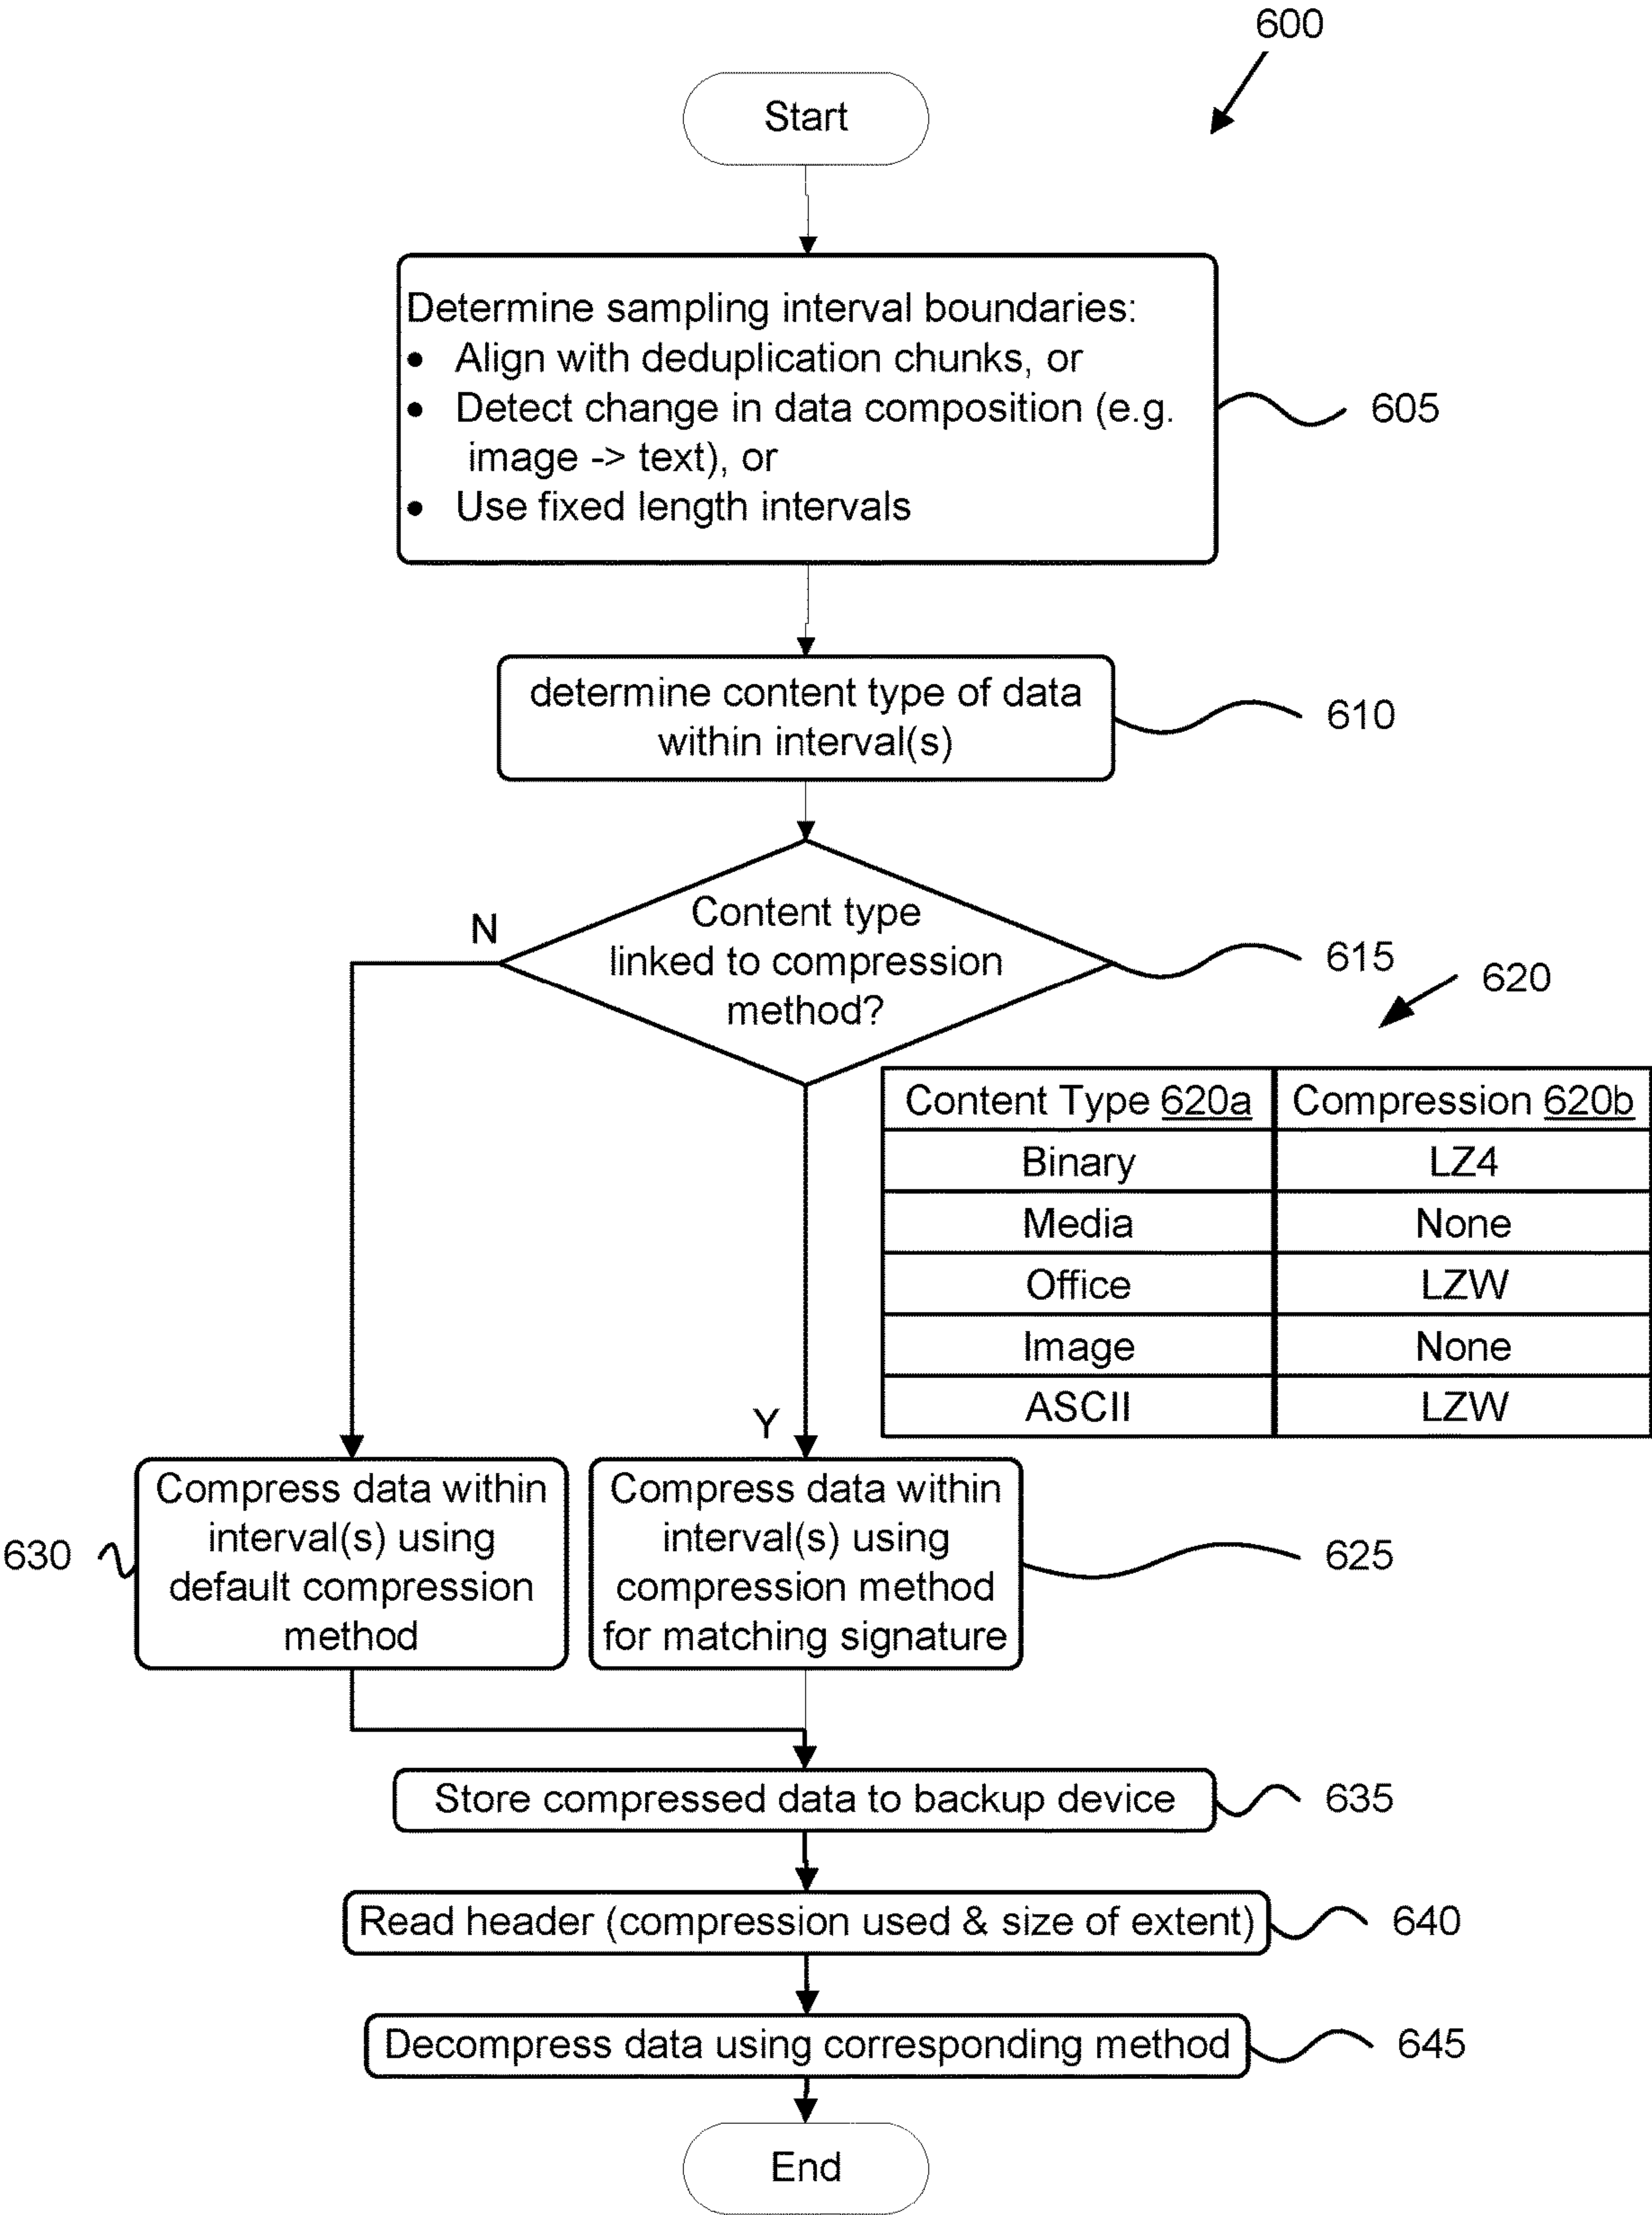 600
Start
Determine sampling interval boundaries:
• Align with deduplication chunks, or
• Detect change in data composition (e.g.
image -> text), or
• Use fixed length intervals
605
determine content type of data
within interval(s)
610
Content type
linked to compression
method?
N
615
620
Content Type 620a Compression 620b
Binary LZ4
Media None
Office LZW
Image None
ASCII LZW
Y
Compress data within
interval(s) using
default compression
method
630
Compress data within
interval(s) using
compression method
for matching signature
625
Store compressed data to backup device
635
Read header (compression used & size of extent)
640
Decompress data using corresponding method
645
End